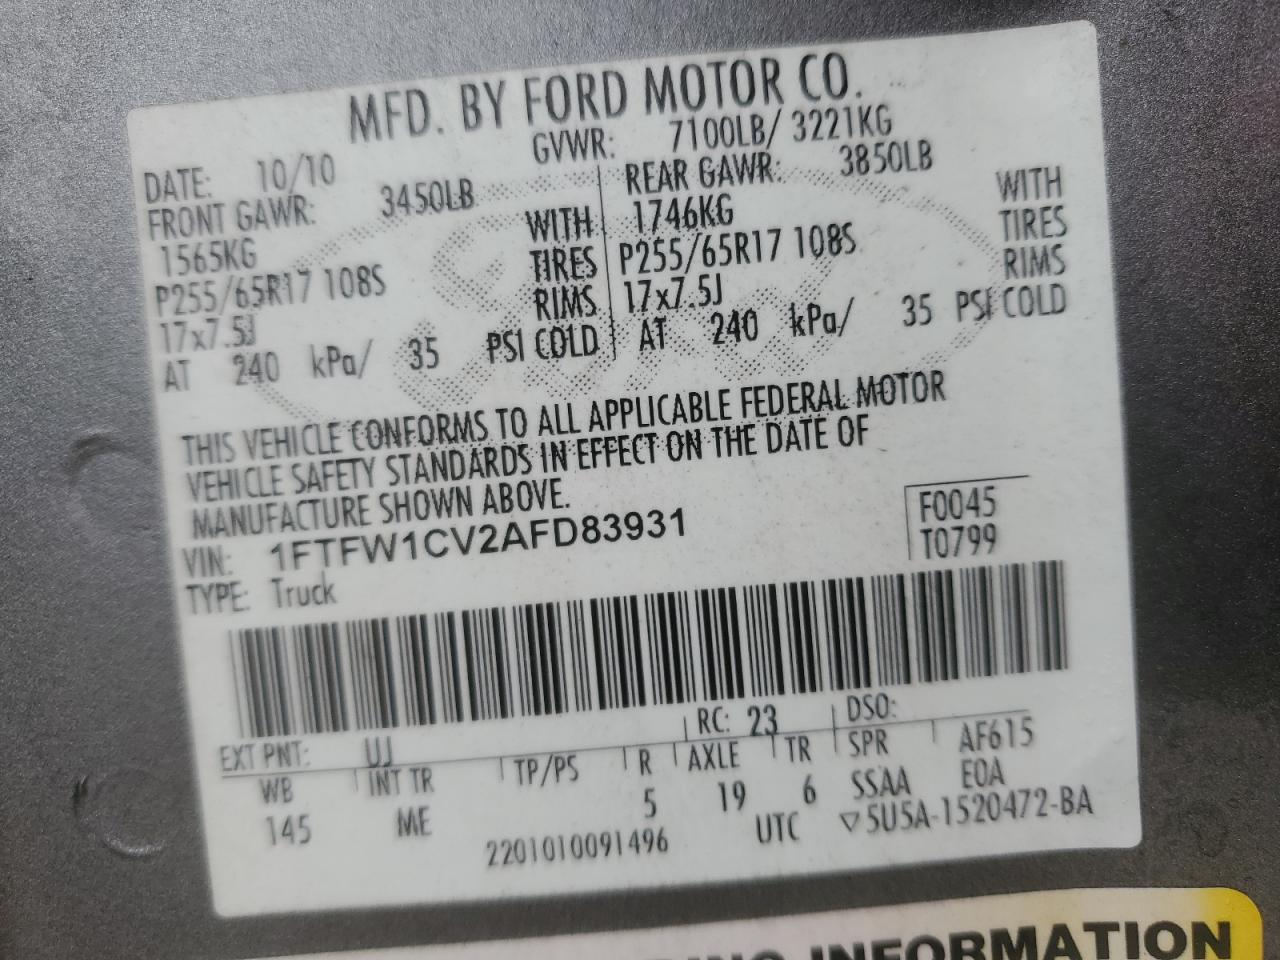 MFD. BY FORD MOTOR CO.
DATE: 10/10 GVWR: 7100LB/ 3221KG
FRONT GAWR: 3450LB REAR GAWR: 3850LB
1565KG WITH 1746KG WITH
P255/65R17 108S TIRES P255/65R17 108S TIRES
17x7.5J RIMS 17x7.5J RIMS
AT 240 kPa/ 35 PSI COLD AT 240 kPa/ 35 PSI COLD
THIS VEHICLE CONFORMS TO ALL APPLICABLE FEDERAL MOTOR
VEHICLE SAFETY STANDARDS IN EFFECT ON THE DATE OF
MANUFACTURE SHOWN ABOVE.
VIN: 1FTFW1CV2AFD83931 F0045
TYPE: Truck T0799
EXT PNT: UJ RC: 23 DSO:
WB INT TR TP/PS R AXLE TR SPR AF615
145 ME 5 19 6 SSAA EOA
2201010091496 UTC ▽5U5A-1520472-BA
INFORMATION